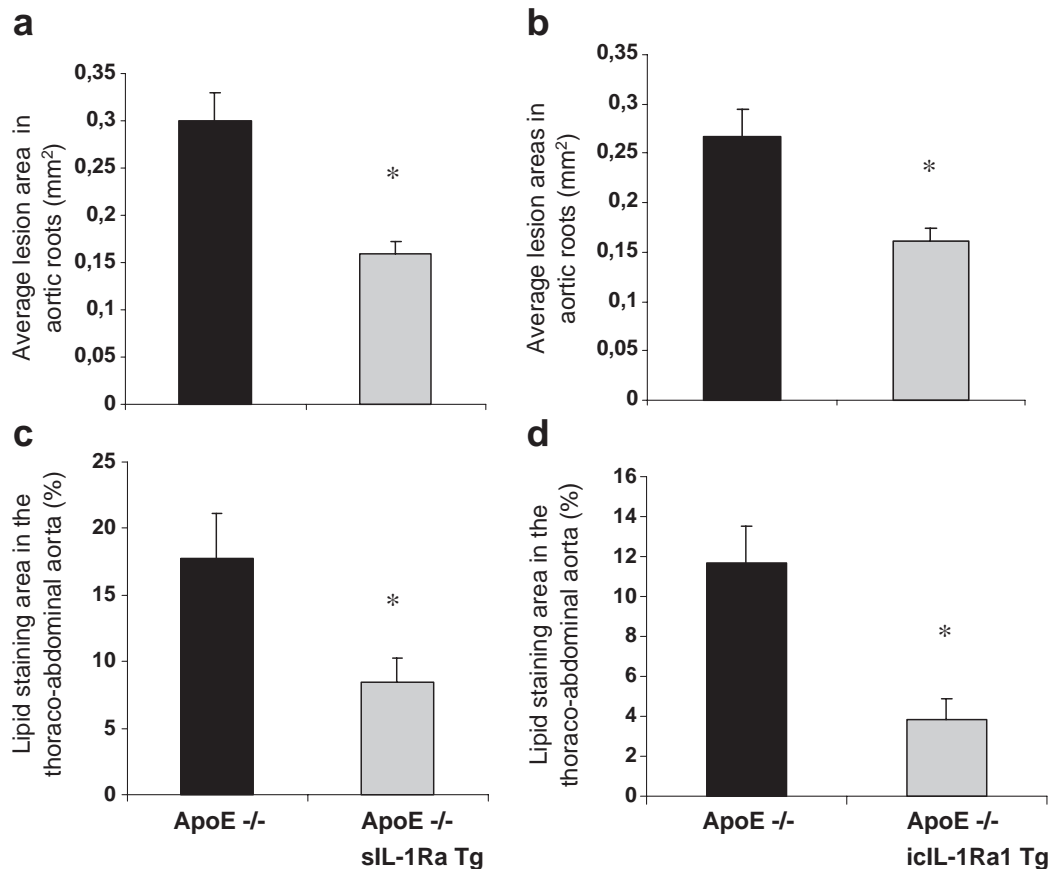 a
Average lesion area in
aortic roots (mm²)
0,35
0,3
0,25
0,2
0,15
0,1
0,05
0
*
b
Average lesion areas in
aortic roots (mm²)
0,35
0,3
0,25
0,2
0,15
0,1
0,05
0
*
c
Lipid staining area in the
thoraco-abdominal aorta (%)
25
20
15
10
5
0
*
ApoE -/-
ApoE -/-
sIL-1Ra Tg
d
Lipid staining area in the
thoraco-abdominal aorta (%)
16
14
12
10
8
6
4
2
0
*
ApoE -/-
ApoE -/-
icIL-1Ra1 Tg